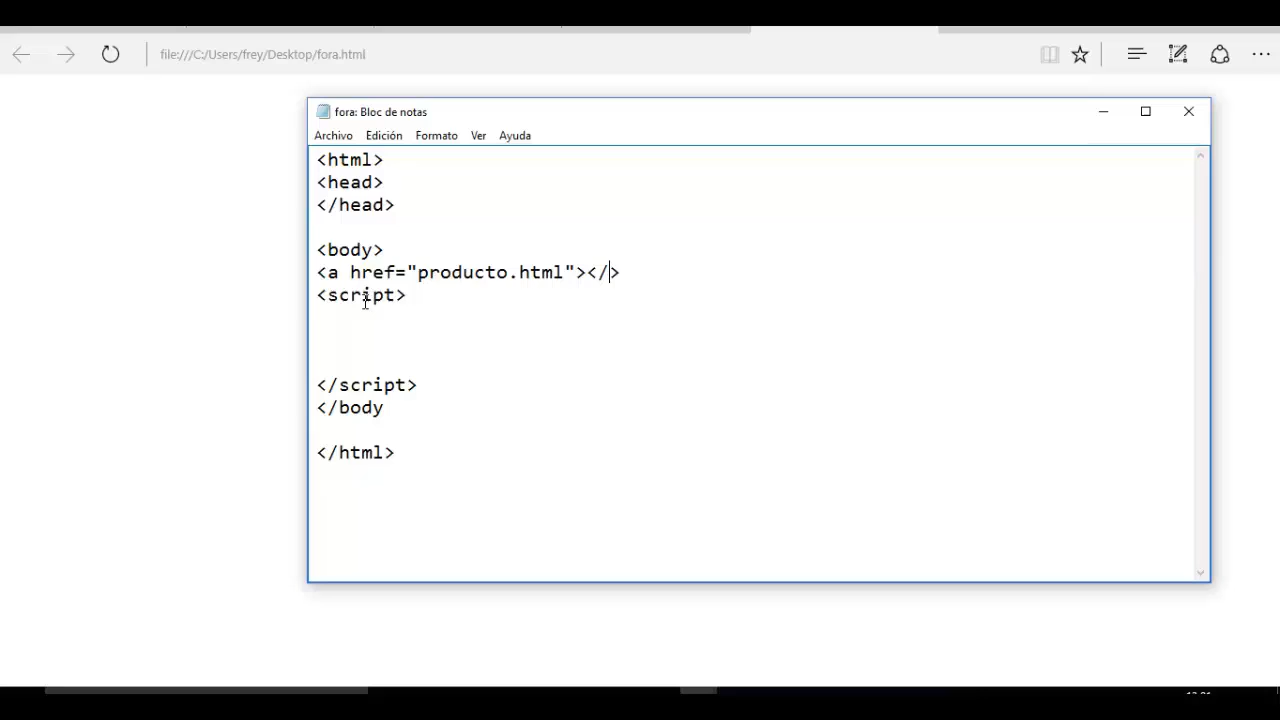 file:///C:/Users/frey/Desktop/fora.html
fora: Bloc de notas
Archivo Edición Formato Ver Ayuda
<html>
<head>
</head>
<body>
<a href="producto.html"></>
<script>
</script>
</body
</html>